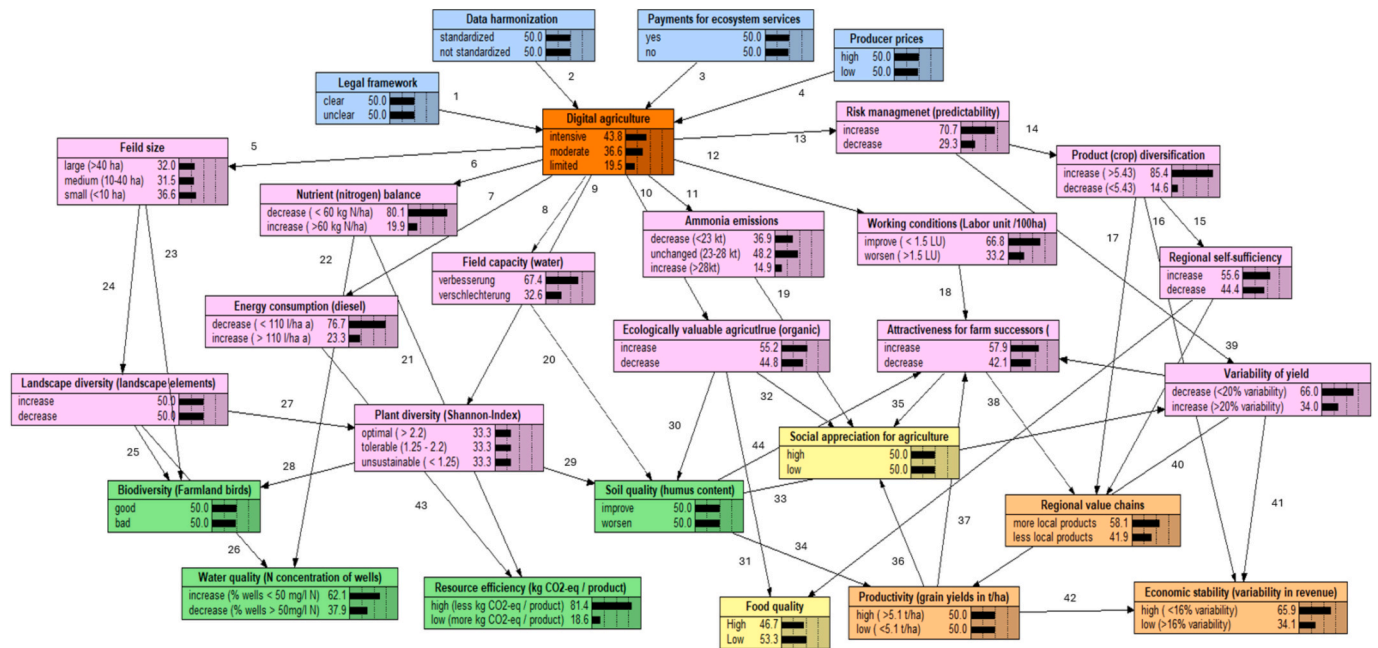 Data harmonization
standardized 50.0
not standardized 50.0
Payments for ecosystem services
yes 50.0
no 50.0
Producer prices
high 50.0
low 50.0
Legal framework
clear 50.0
unclear 50.0
1
2
3
4
Digital agriculture
intensive 43.8
moderate 36.6
limited 19.5
Risk managmenet (predictability)
increase 70.7
decrease 29.3
13
14
Feild size
large (>40 ha) 32.0
medium (10-40 ha) 31.5
small (<10 ha) 36.6
5
6
7
8
9
10
11
12
Product (crop) diversification
increase ( >5.43) 85.4
decrease (<5.43) 14.6
Nutrient (nitrogen) balance
decrease ( < 60 kg N/ha) 80.1
increase ( >60 kg N/ha) 19.9
Ammonia emissions
decrease (<23 kt) 36.9
unchanged (23-28 kt) 48.2
increase (>28kt) 14.9
Working conditions (Labor unit /100ha)
improve ( < 1.5 LU) 66.8
worsen ( >1.5 LU) 33.2
15
16
17
Regional self-sufficiency
increase 55.6
decrease 44.4
23
22
Field capacity (water)
verbesserung 67.4
verschlechterung 32.6
24
19
18
Energy consumption (diesel)
decrease ( < 110 l/ha a) 76.7
increase ( > 110 l/ha a) 23.3
Ecologically valuable agricutlrue (organic)
increase 55.2
decrease 44.8
Attractiveness for farm successors (
increase 57.9
decrease 42.1
21
20
39
Landscape diversity (landscape elements)
increase 50.0
decrease 50.0
27
Variability of yield
decrease (<20% variability) 66.0
increase (>20% variability) 34.0
Plant diversity (Shannon-Index)
optimal ( > 2.2) 33.3
tolerable (1.25 - 2.2) 33.3
unsustainable ( < 1.25) 33.3
32
35
38
30
44
Social appreciation for agriculture
high 50.0
low 50.0
25
28
29
40
Biodiversity (Farmland birds)
good 50.0
bad 50.0
Soil quality (humus content)
improve 50.0
worsen 50.0
43
33
37
41
Regional value chains
more local products 58.1
less local products 41.9
26
34
31
36
Water quality (N concentration of wells)
increase (% wells < 50 mg/l N) 62.1
decrease (% wells > 50mg/l N) 37.9
Resource efficiency (kg CO2-eq / product)
high (less kg CO2-eq / product) 81.4
low (more kg CO2-eq / product) 18.6
Food quality
High 46.7
Low 53.3
Productivity (grain yields in t/ha)
high ( >5.1 t/ha) 50.0
low ( <5.1 t/ha) 50.0
42
Economic stability (variability in revenue)
high ( <16% variability) 65.9
low (>16% variability) 34.1